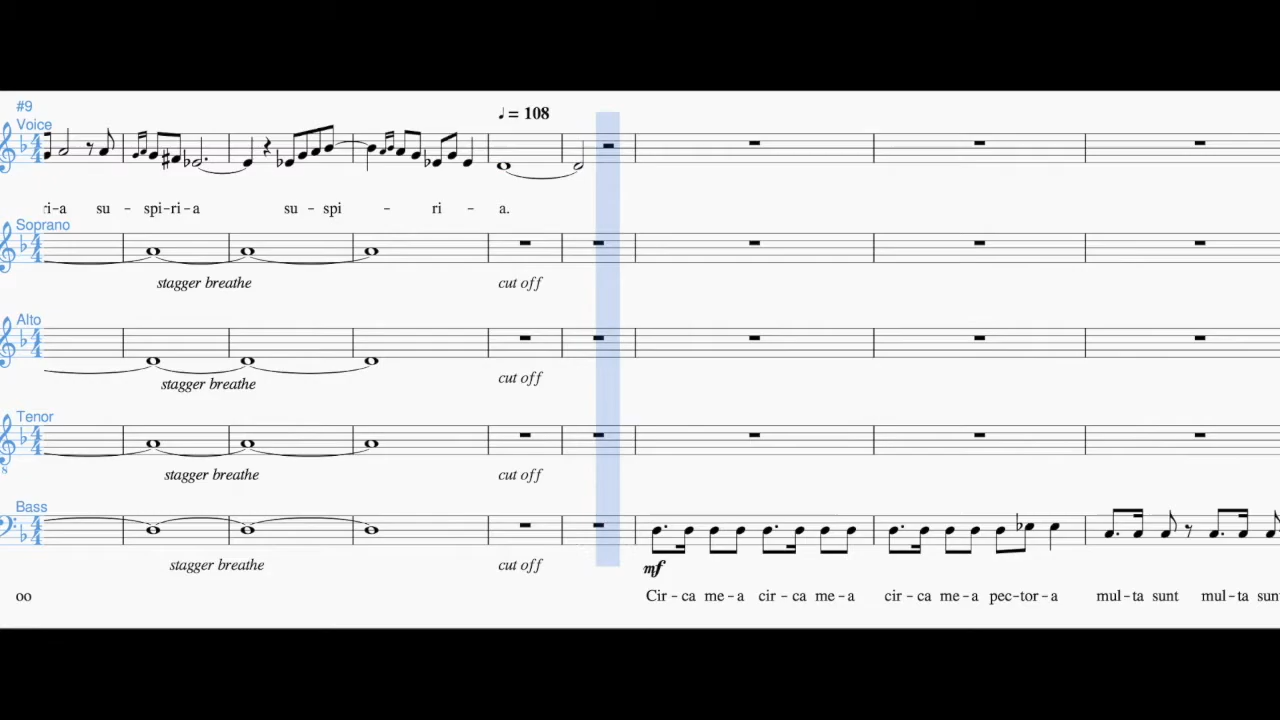 #9
Voice
♩= 108
ri-a su - spi-ri-a su - spi - ri - a.
Soprano
stagger breathe cut off
Alto
stagger breathe cut off
Tenor
stagger breathe cut off
8
Bass
stagger breathe cut off mf
oo Cir-ca me-a cir-ca me-a cir-ca me-a pec-tor-a mul-ta sunt mul-ta sun